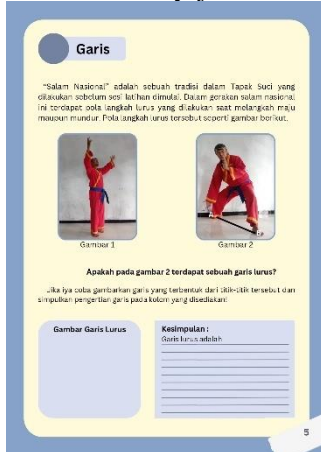 Garis
"Salam Nasional" adalah sebuah tradisi dalam Tapak Suci yang
dilakukan sebelum sesi latihan dimulai. Dalam gerakan salam nasional
ini terdapat pola langkah lurus yang dilakukan saat melangkah maju
maupun mundur. Pola langkah lurus tersebut seperti gambar berikut.
Gambar 1
Gambar 2
Apakah pada gambar 2 terdapat sebuah garis lurus?
Jika iya coba gambarkan garis yang terbentuk dari titik-titik tersebut dan
simpulkan pengertian garis pada kolom yang disediakan!
Gambar Garis Lurus
Kesimpulan :
Garis lurus adalah
5